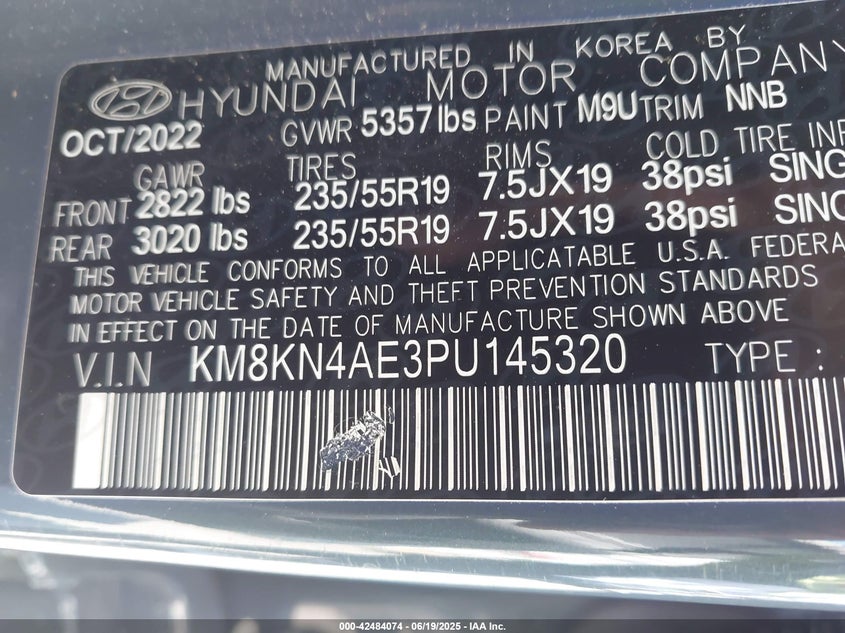 MANUFACTURED IN KOREA BY
HYUNDAI MOTOR COMPANY
OCT/2022 GVWR 5357 lbs PAINT M9U TRIM NNB
GAWR TIRES RIMS COLD TIRE INF
FRONT 2822 lbs 235/55R19 7.5JX19 38psi SING
REAR 3020 lbs 235/55R19 7.5JX19 38psi SING
THIS VEHICLE CONFORMS TO ALL APPLICATABLE U.S.A. FEDERA
MOTOR VEHICLE SAFETY AND THEFT PREVENTION STANDARDS
IN EFFECT ON THE DATE OF MANUFACTURE SHOWN ABOVE
V.I.N KM8KN4AE3PU145320 TYPE :
000-42484074 | 06/19/2025 - IAA Inc.